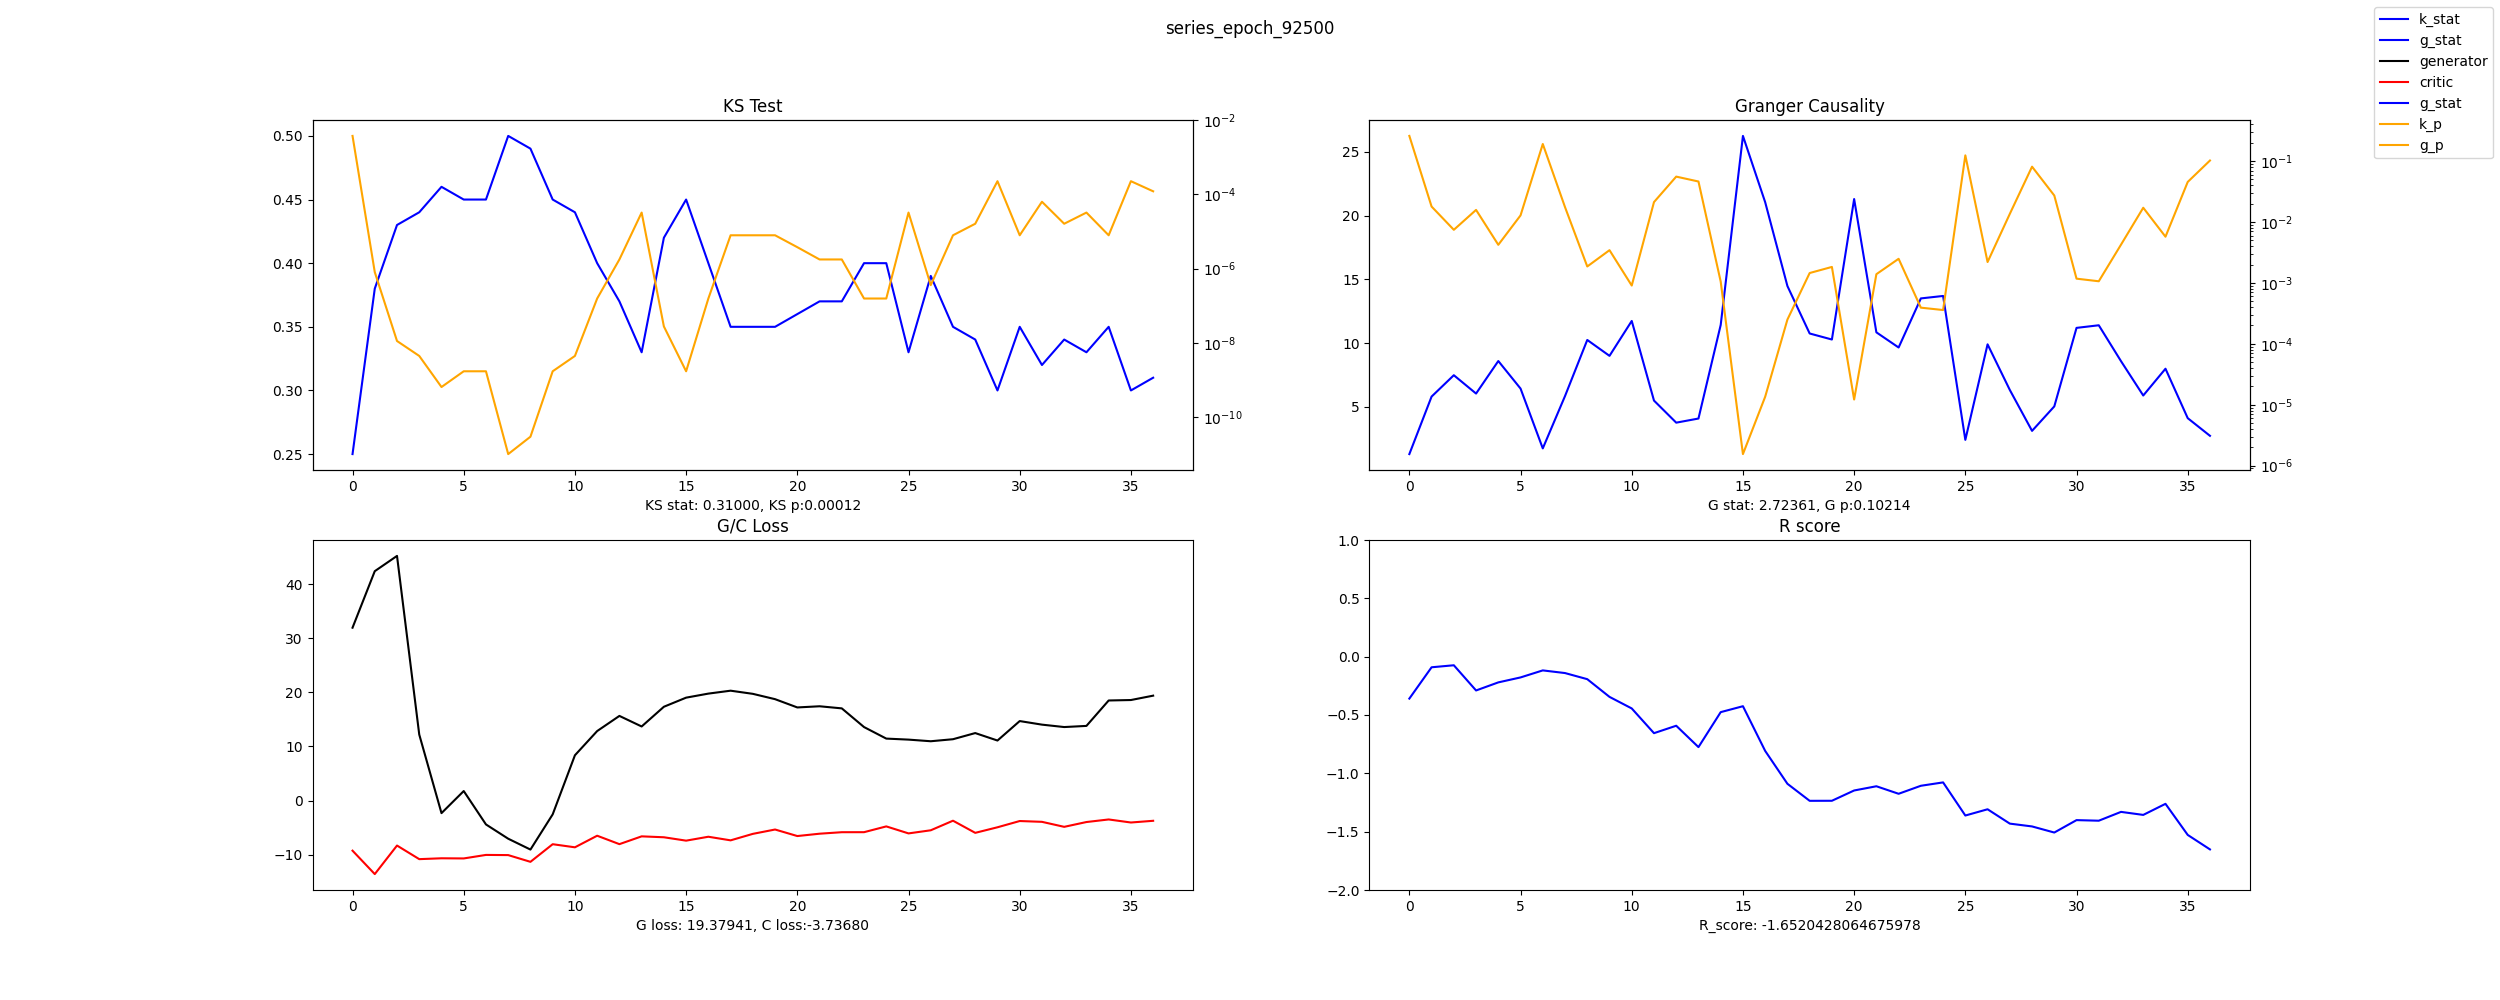 series_epoch_92500
k_stat
g_stat
generator
critic
g_stat
k_p
g_p
KS Test
0.50
0.45
0.40
0.35
0.30
0.25
10⁻²
10⁻⁴
10⁻⁶
10⁻⁸
10⁻¹⁰
0 5 10 15 20 25 30 35
KS stat: 0.31000, KS p:0.00012
Granger Causality
25
20
15
10
5
10⁻¹
10⁻²
10⁻³
10⁻⁴
10⁻⁵
10⁻⁶
0 5 10 15 20 25 30 35
G stat: 2.72361, G p:0.10214
G/C Loss
40
30
20
10
0
−10
0 5 10 15 20 25 30 35
G loss: 19.37941, C loss:-3.73680
R score
1.0
0.5
0.0
−0.5
−1.0
−1.5
−2.0
0 5 10 15 20 25 30 35
R_score: -1.6520428064675978